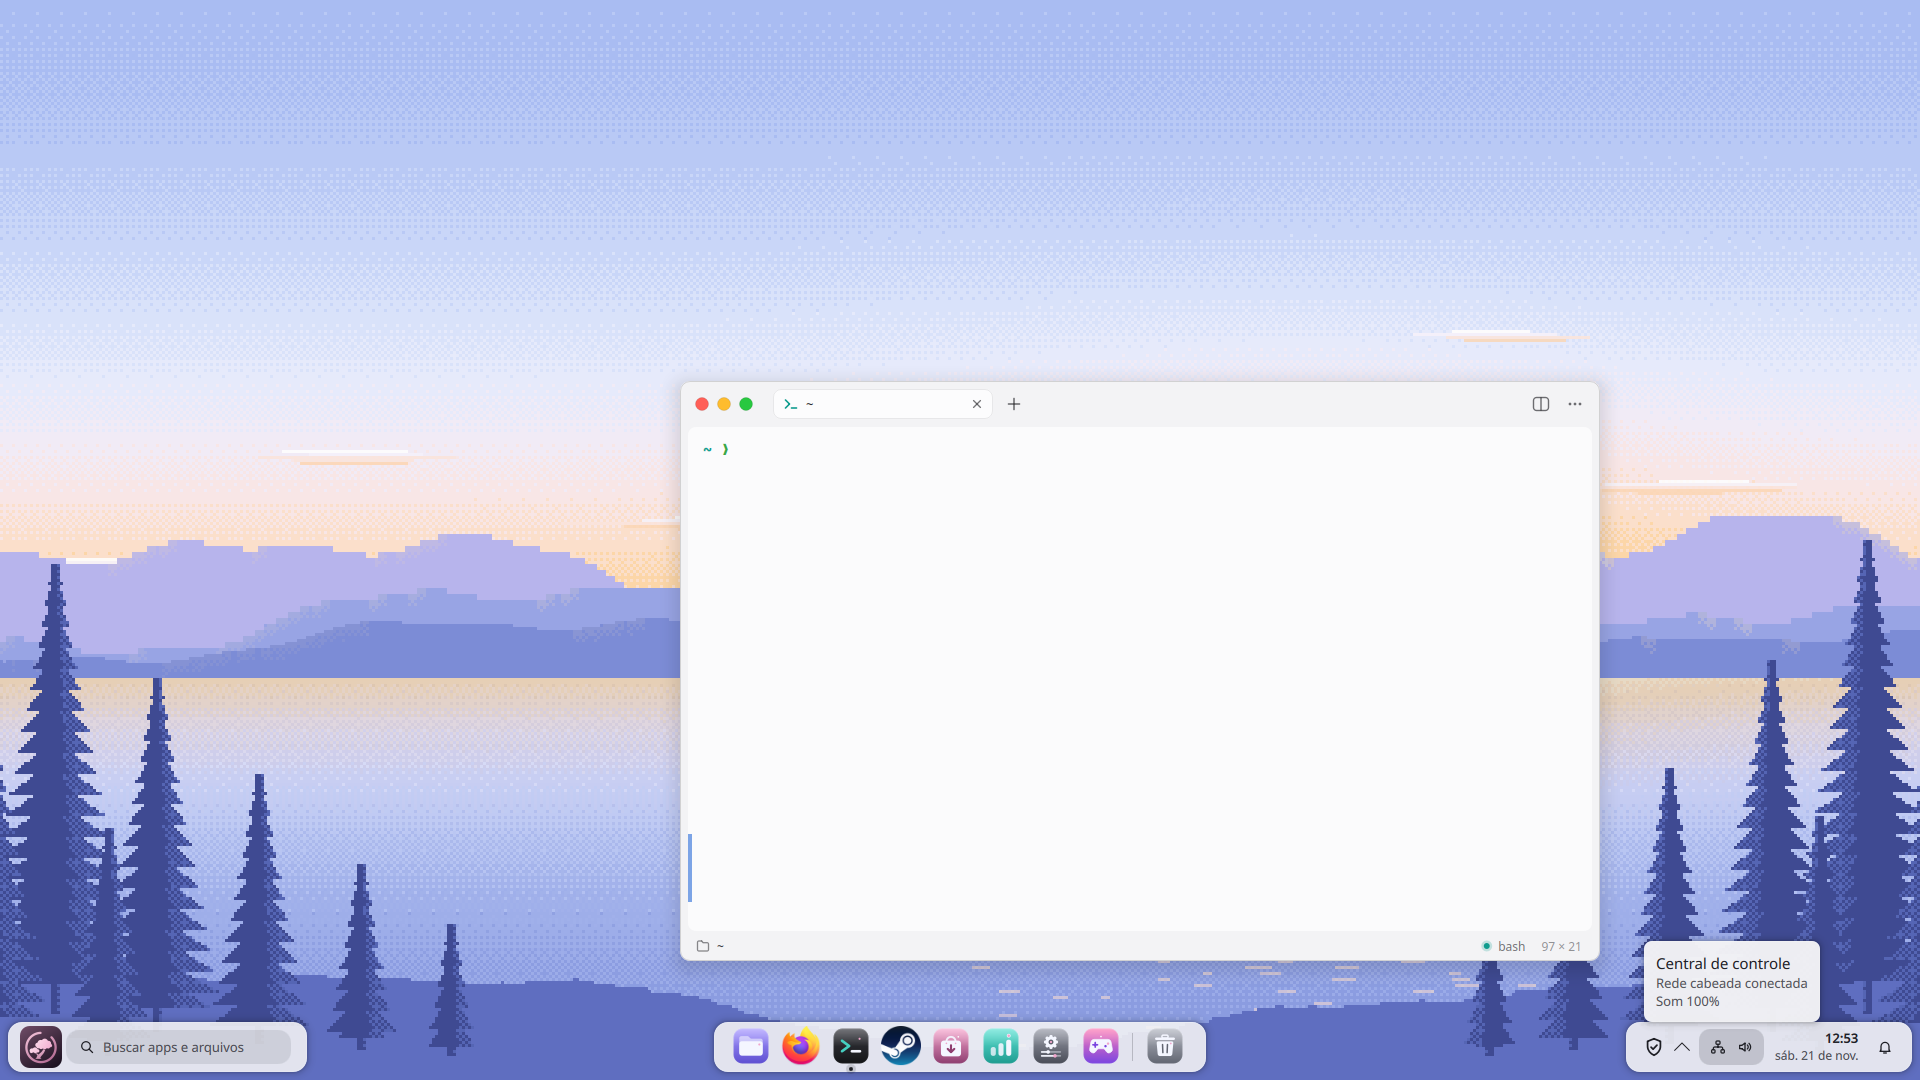 ~
~ ❱
~
bash
97 × 21
Central de controle
Rede cabeada conectada
Som 100%
Buscar apps e arquivos
12:53
sáb. 21 de nov.